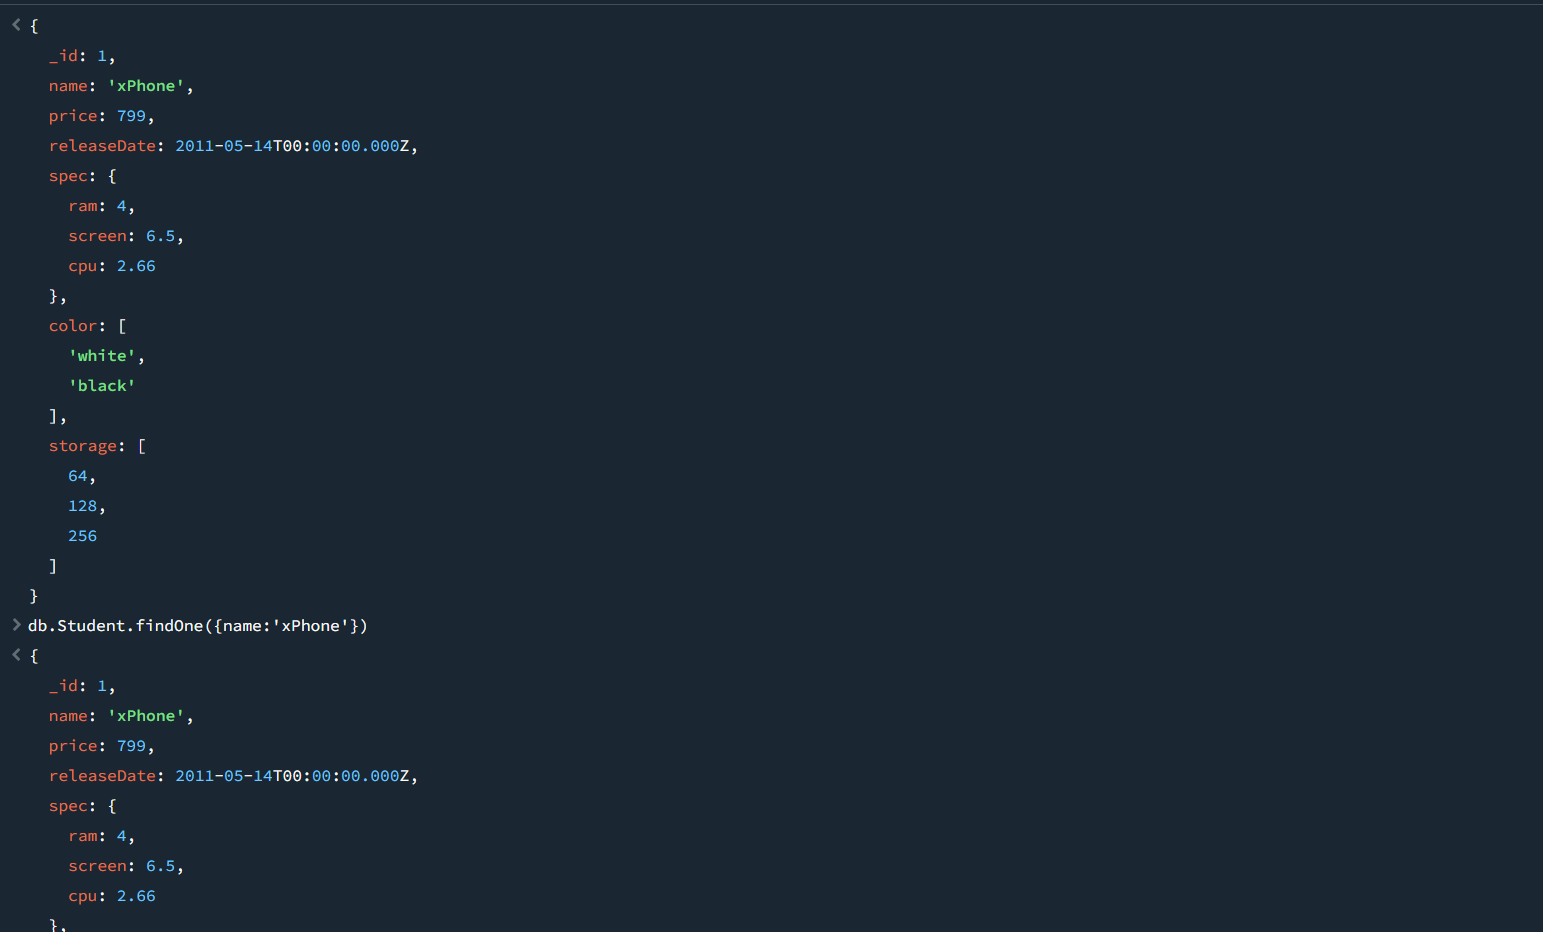 {
_id: 1,
name: 'xPhone',
price: 799,
releaseDate: 2011-05-14T00:00:00.000Z,
spec: {
ram: 4,
screen: 6.5,
cpu: 2.66
},
color: [
'white',
'black'
],
storage: [
64,
128,
256
]
}
db.Student.findOne({name:'xPhone'})
{
_id: 1,
name: 'xPhone',
price: 799,
releaseDate: 2011-05-14T00:00:00.000Z,
spec: {
ram: 4,
screen: 6.5,
cpu: 2.66
},